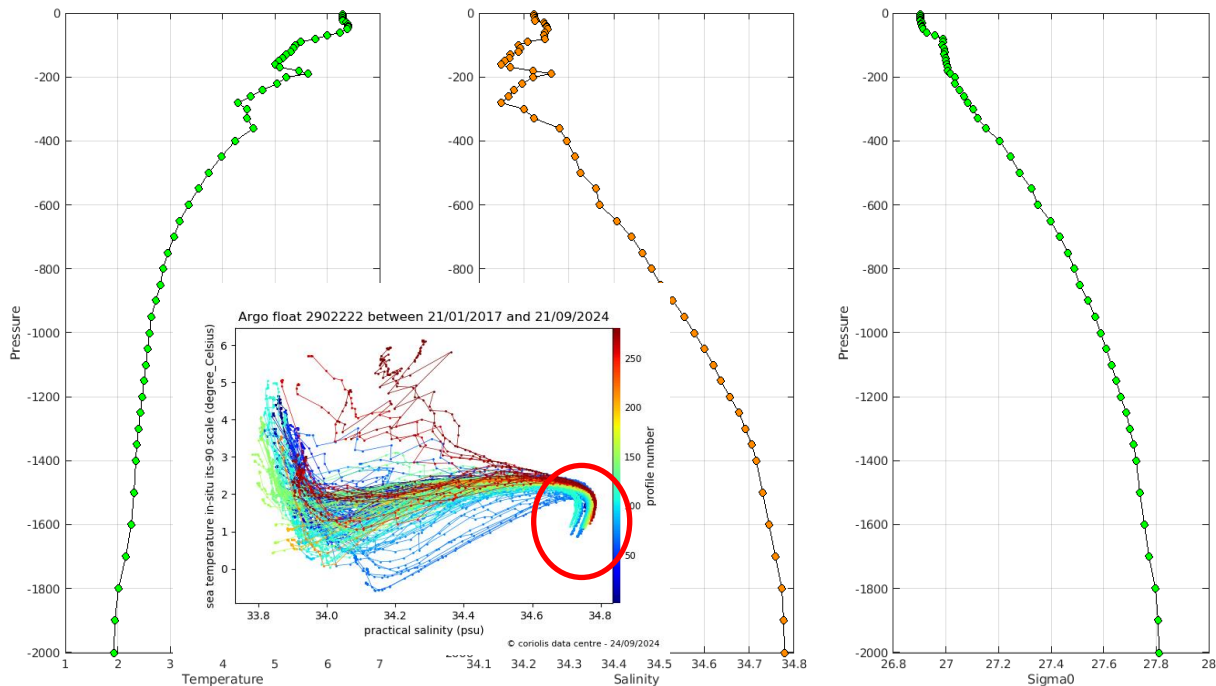 0
-200
-400
-600
-800
-1000
-1200
-1400
-1600
-1800
-2000
Pressure
1 2 3 4 5 6 7
Temperature
0
-200
-400
-600
-800
34.1 34.2 34.3 34.4 34.5 34.6 34.7 34.8
Salinity
0
-200
-400
-600
-800
-1000
-1200
-1400
-1600
-1800
-2000
Pressure
26.8 27 27.2 27.4 27.6 27.8 28
Sigma0
Argo float 2902222 between 21/01/2017 and 21/09/2024
sea temperature in-situ its-90 scale (degree_Celsius)
6
5
4
3
2
1
0
33.8 34.0 34.2 34.4 34.6 34.8
practical salinity (psu)
250
200
150
100
50
profile number
© coriolis data centre - 24/09/2024